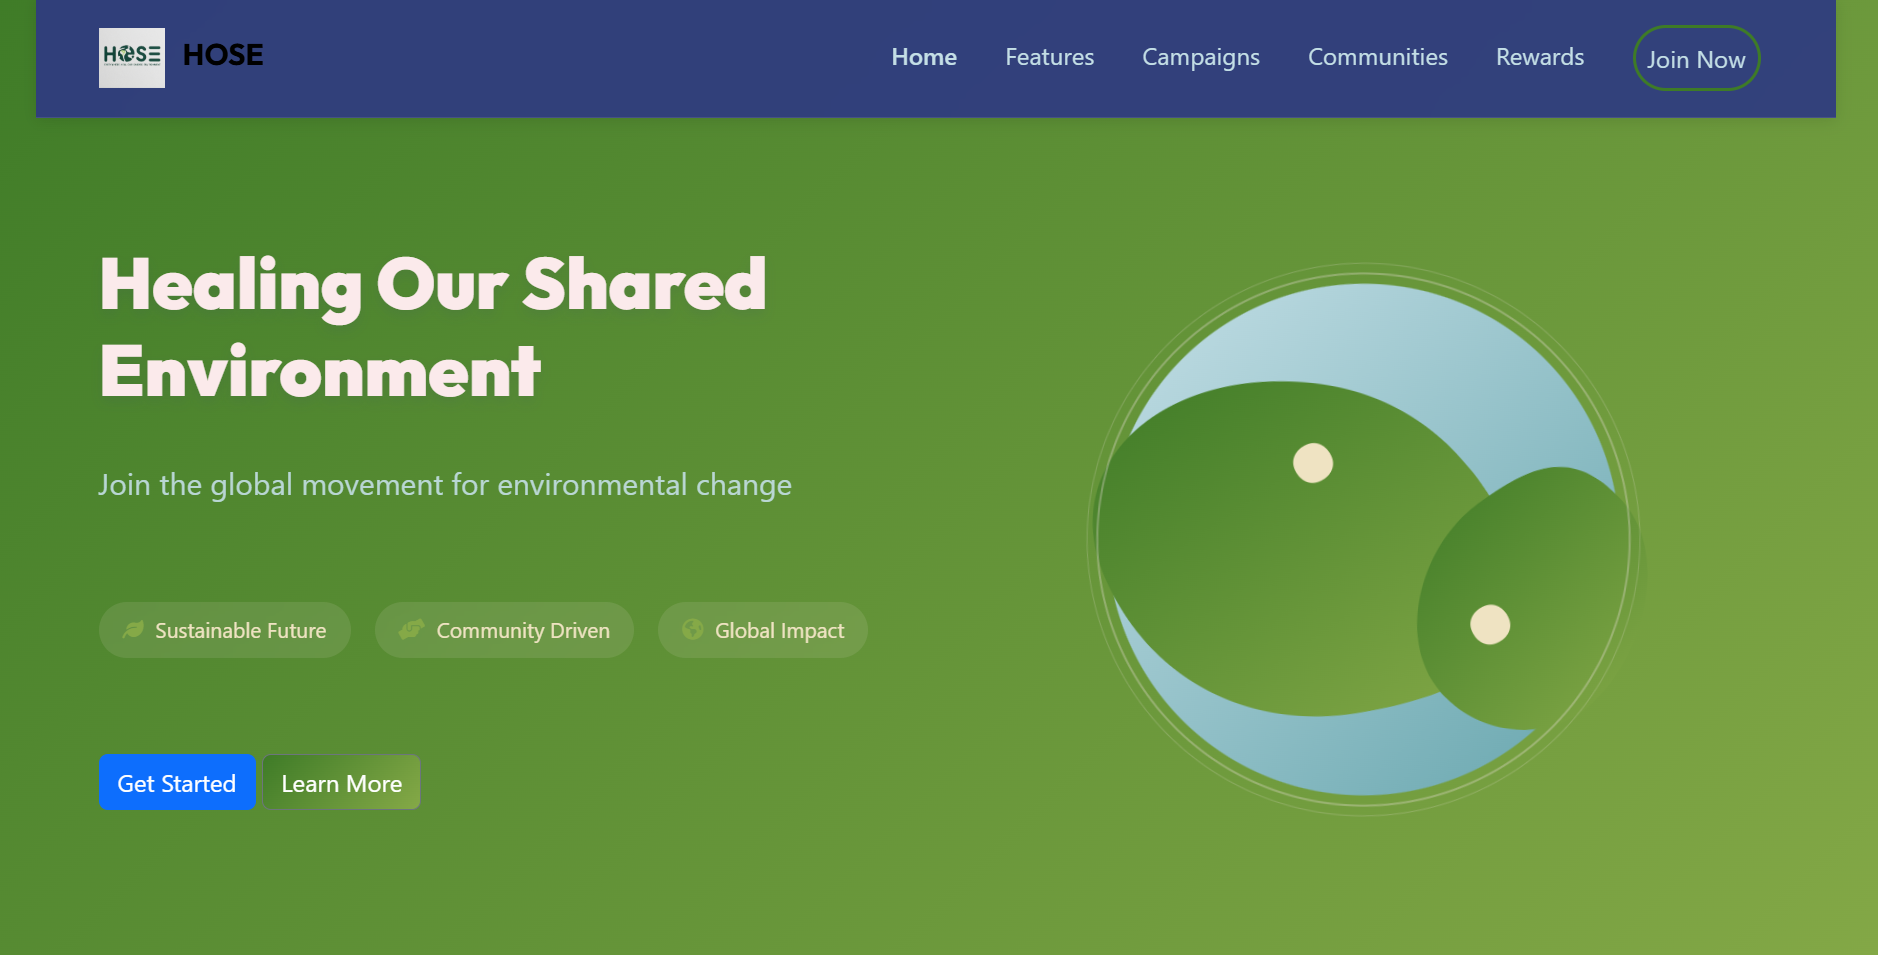 HOSE
HOSE
Home
Features
Campaigns
Communities
Rewards
Join Now
Healing Our Shared
Environment
Join the global movement for environmental change
Sustainable Future
Community Driven
Global Impact
Get Started
Learn More